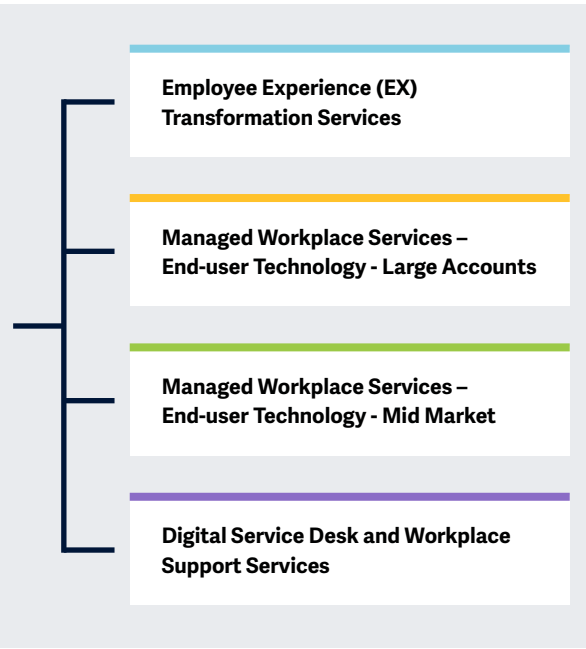 Employee Experience (EX)
Transformation Services
Managed Workplace Services –
End-user Technology - Large Accounts
Managed Workplace Services –
End-user Technology - Mid Market
Digital Service Desk and Workplace
Support Services